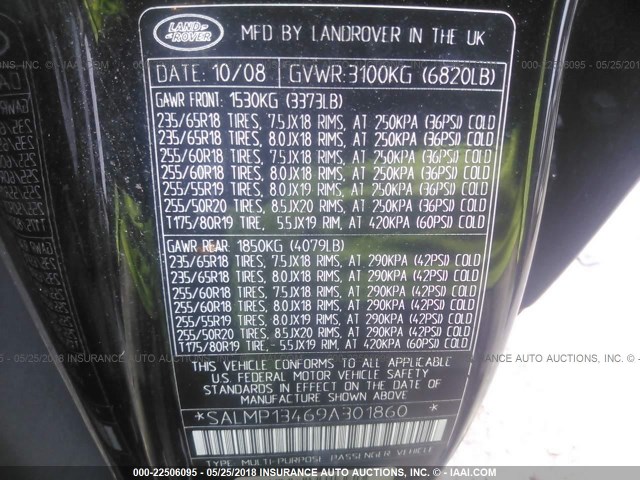 LAND ROVER
MFD BY LANDROVER IN THE UK
DATE: 10/08 GVWR: 3100KG (6820LB)
GAWR FRONT: 1530KG (3373LB)
235/65R18 TIRES, 7.5JX18 RIMS, AT 250KPA (36PSI) COLD
235/65R18 TIRES, 8.0JX18 RIMS, AT 250KPA (36PSI) COLD
255/60R18 TIRES, 7.5JX18 RIMS, AT 250KPA (36PSI) COLD
255/60R18 TIRES, 8.0JX18 RIMS, AT 250KPA (36PSI) COLD
255/55R19 TIRES, 8.0JX19 RIMS, AT 250KPA (36PSI) COLD
255/50R20 TIRES, 8.5JX20 RIMS, AT 250KPA (36PSI) COLD
T175/80R19 TIRE, 5.5JX19 RIM, AT 420KPA (60PSI) COLD
GAWR REAR: 1850KG (4079LB)
235/65R18 TIRES, 7.5JX18 RIMS, AT 290KPA (42PSI) COLD
235/65R18 TIRES, 8.0JX18 RIMS, AT 290KPA (42PSI) COLD
255/60R18 TIRES, 7.5JX18 RIMS, AT 290KPA (42PSI) COLD
255/60R18 TIRES, 8.0JX18 RIMS, AT 290KPA (42PSI) COLD
255/55R19 TIRES, 8.0JX19 RIMS, AT 290KPA (42PSI) COLD
255/50R20 TIRES, 8.5JX20 RIMS, AT 290KPA (42PSI) COLD
T175/80R19 TIRE, 5.5JX19 RIM, AT 420KPA (60PSI) COLD
THIS VEHICLE CONFORMS TO ALL APPLICABLE
U.S. FEDERAL MOTOR VEHICLE SAFETY
STANDARDS IN EFFECT ON THE DATE OF
MANUFACTURE SHOWN ABOVE
*SALMP13469A301860 *
TYPE: MULTI-PURPOSE PASSENGER VEHICLE
000-22506095 - 05/25/2018 INSURANCE AUTO AUCTIONS - © IAAI.COM